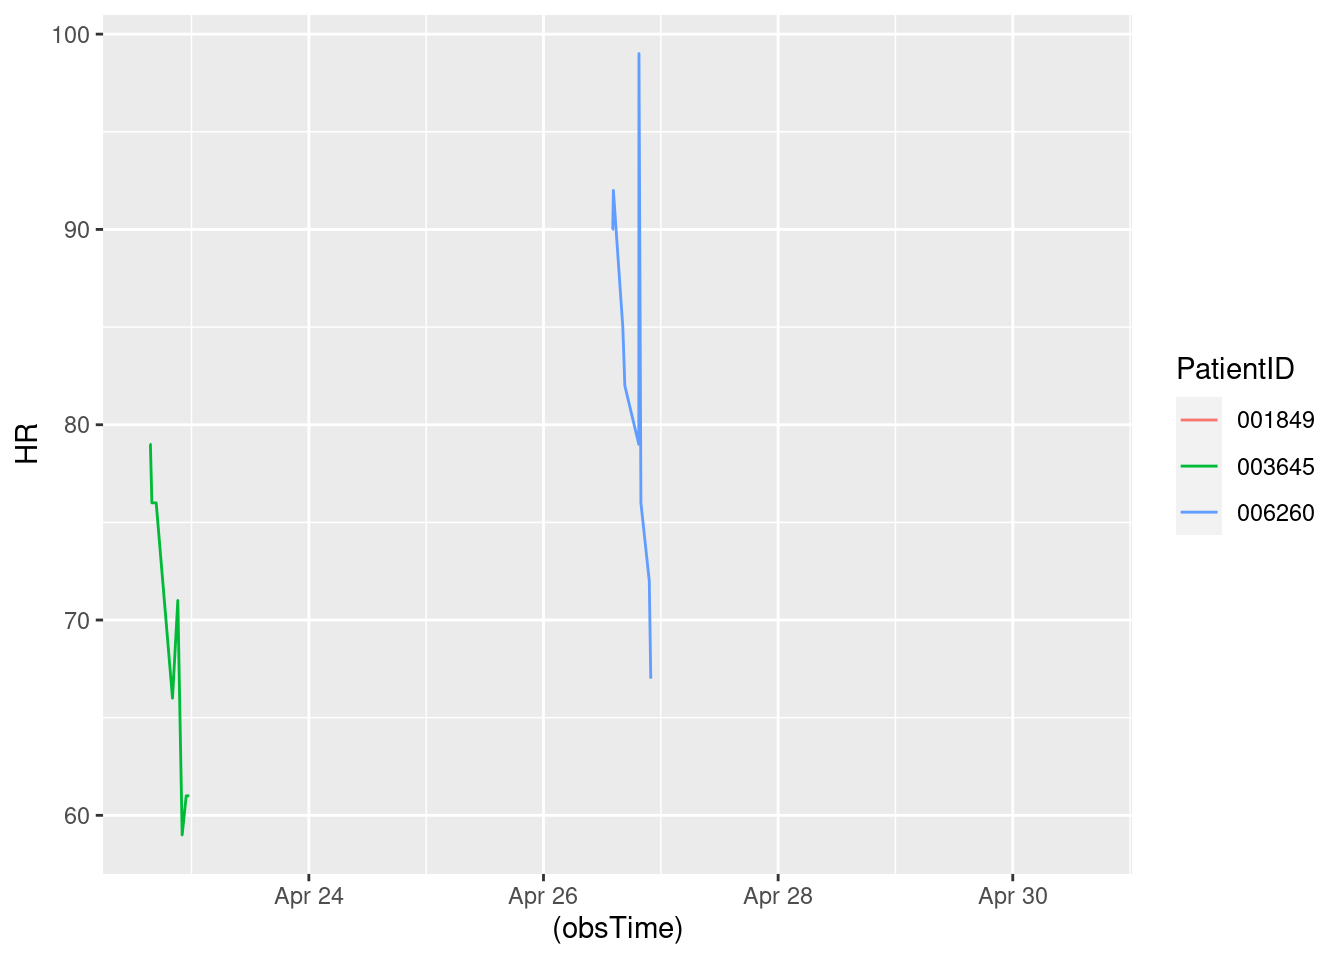 100
90
80
70
60
HR
Apr 24
Apr 26
Apr 28
Apr 30
(obsTime)
PatientID
001849
003645
006260